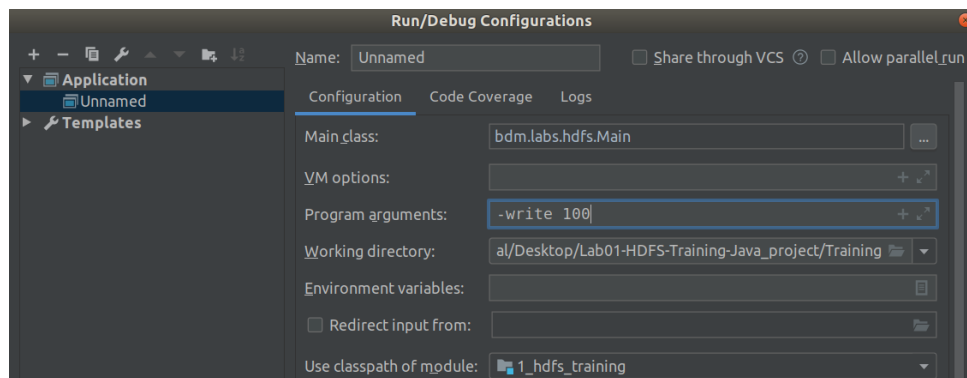 Run/Debug Configurations
Name: Unnamed
Share through VCS
Allow parallel run
Application
Unnamed
Templates
Configuration Code Coverage Logs
Main class: bdm.labs.hdfs.Main ...
VM options:
Program arguments: -write 100
Working directory: al/Desktop/Lab01-HDFS-Training-Java_project/Training
Environment variables:
Redirect input from:
Use classpath of module: 1_hdfs_training